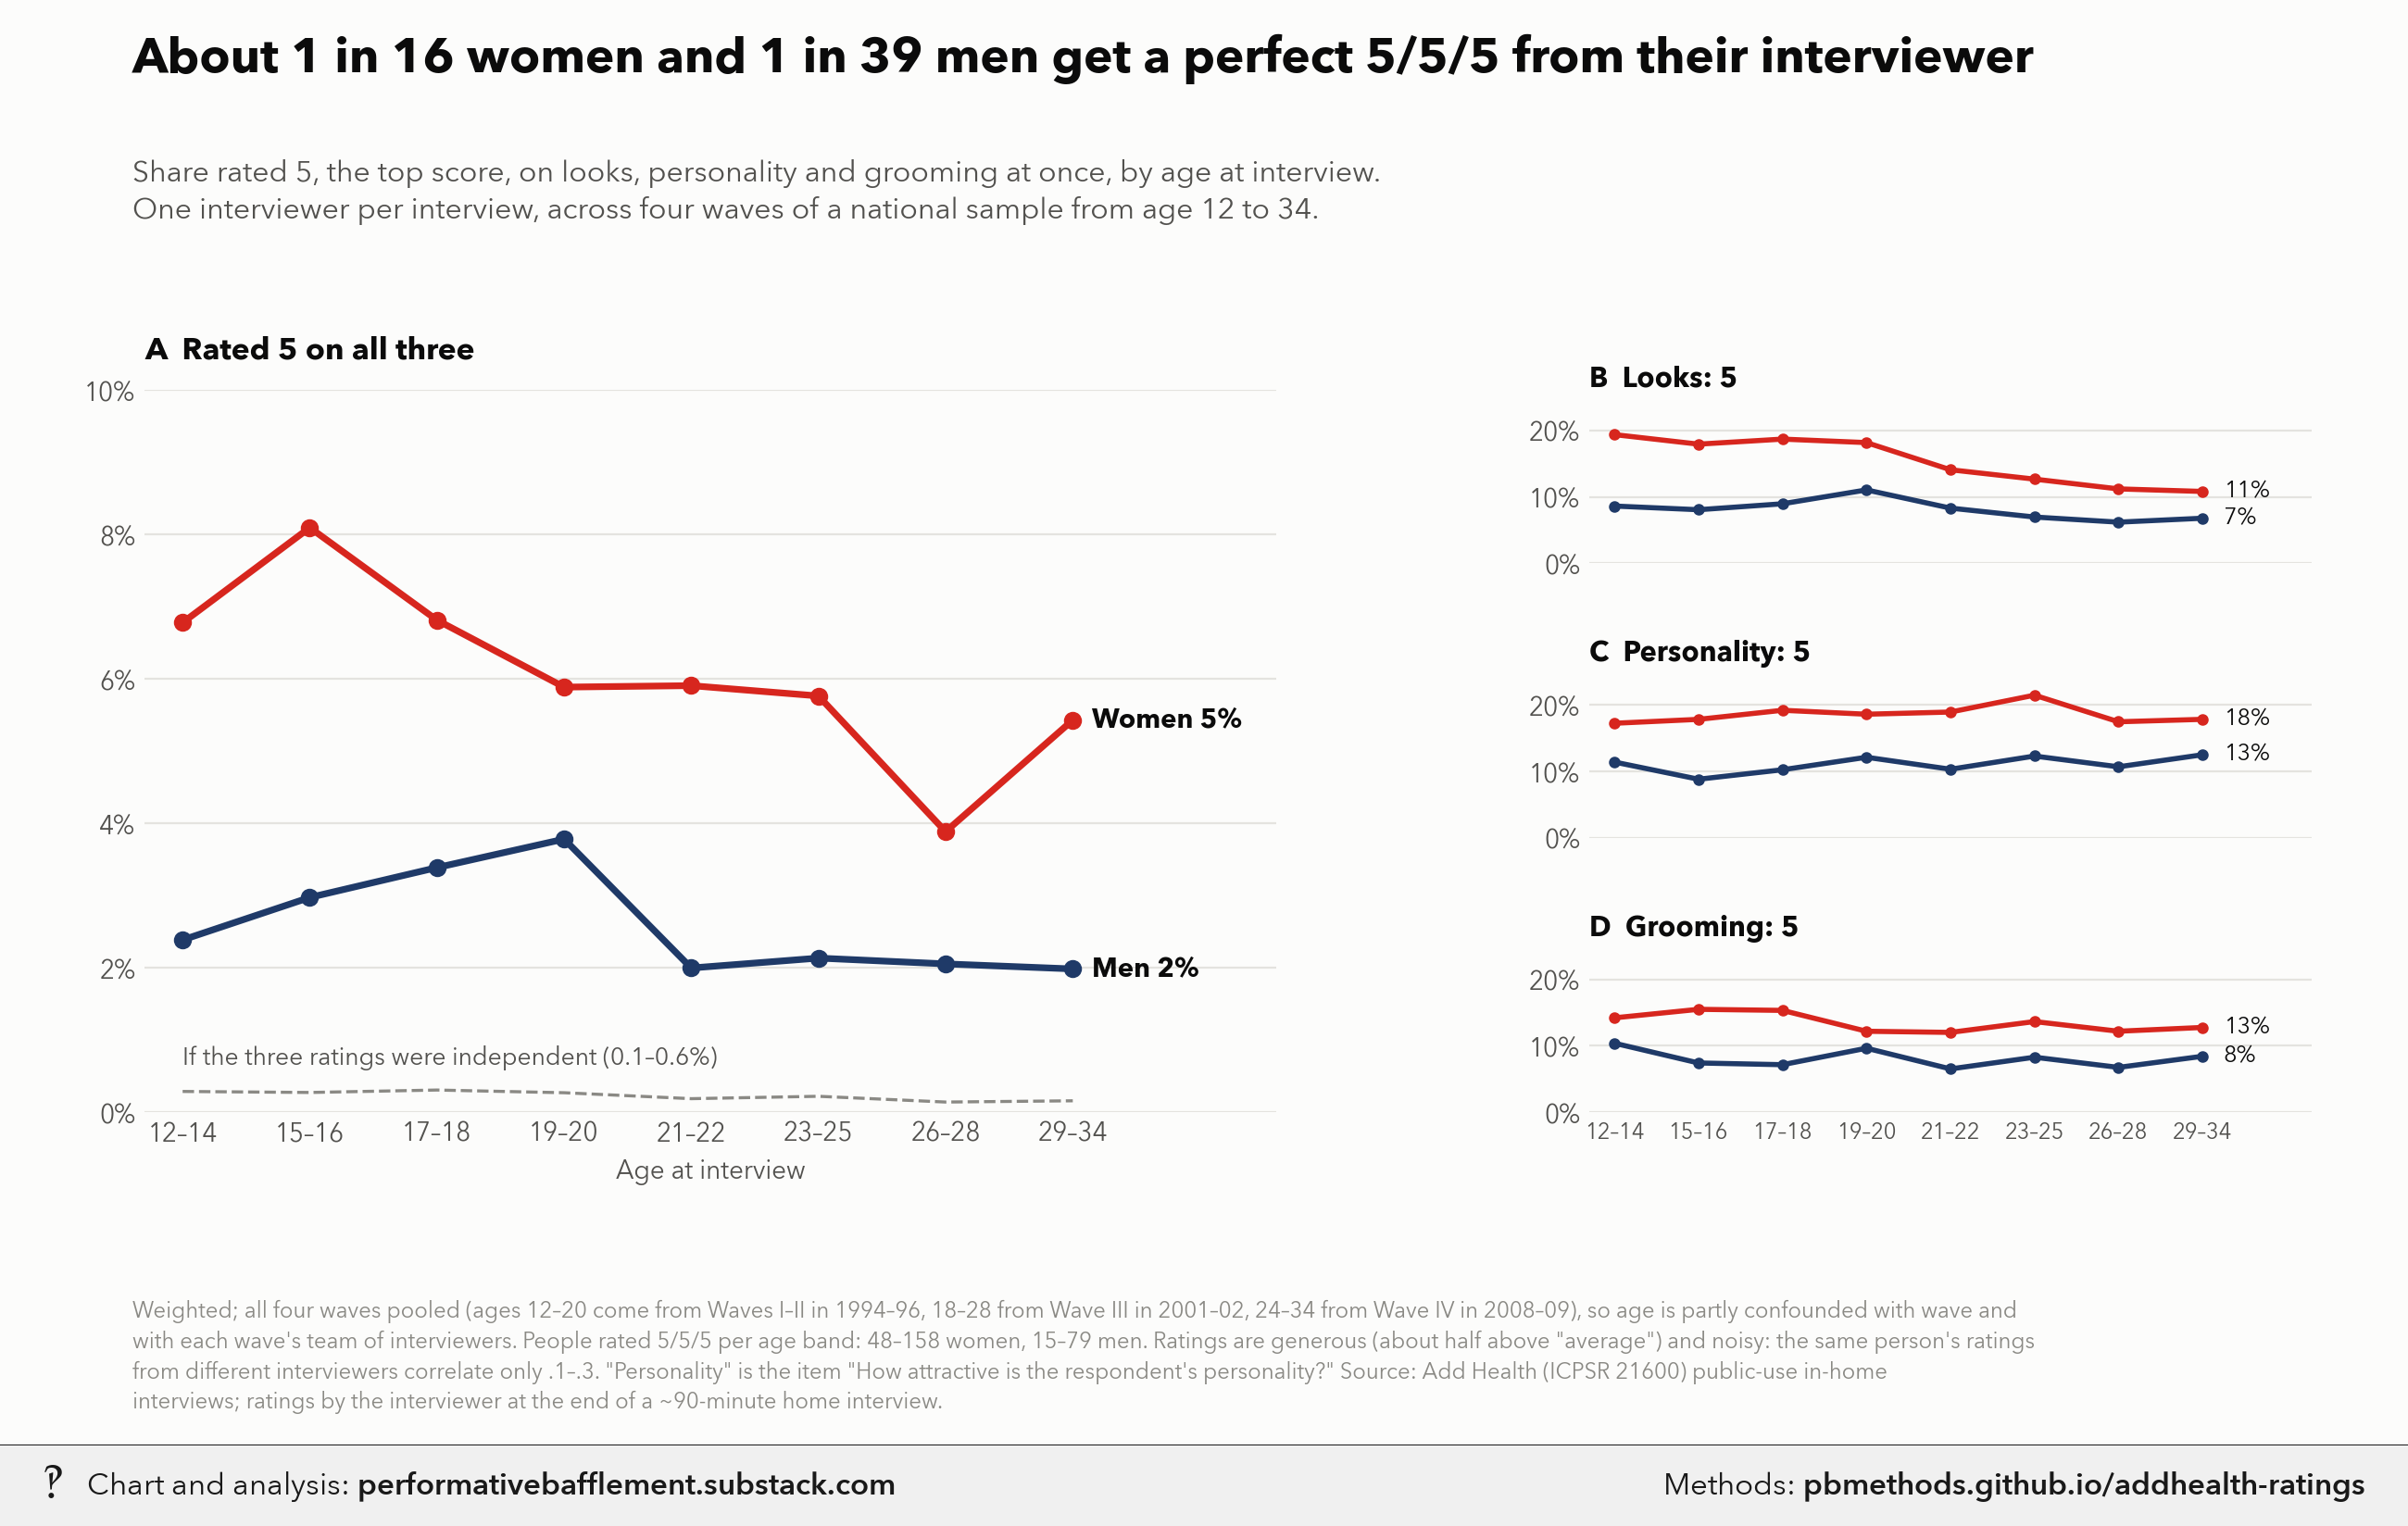 About 1 in 16 women and 1 in 39 men get a perfect 5/5/5 from their interviewer
Share rated 5, the top score, on looks, personality and grooming at once, by age at interview.
One interviewer per interview, across four waves of a national sample from age 12 to 34.
A Rated 5 on all three
10%
8%
6%
4%
2%
0%
Women 5%
Men 2%
If the three ratings were independent (0.1–0.6%)
12–14 15–16 17–18 19–20 21–22 23–25 26–28 29–34
Age at interview
B Looks: 5
20%
10%
0%
11%
7%
C Personality: 5
20%
10%
0%
18%
13%
D Grooming: 5
20%
10%
0%
13%
8%
12–14 15–16 17–18 19–20 21–22 23–25 26–28 29–34
Weighted; all four waves pooled (ages 12–20 come from Waves I–II in 1994–96, 18–28 from Wave III in 2001–02, 24–34 from Wave IV in 2008–09), so age is partly confounded with wave and
with each wave's team of interviewers. People rated 5/5/5 per age band: 48–158 women, 15–79 men. Ratings are generous (about half above "average") and noisy: the same person's ratings
from different interviewers correlate only .1–.3. "Personality" is the item "How attractive is the respondent's personality?" Source: Add Health (ICPSR 21600) public-use in-home
interviews; ratings by the interviewer at the end of a ~90-minute home interview.
‽ Chart and analysis: performativebafflement.substack.com
Methods: pbmethods.github.io/addhealth-ratings